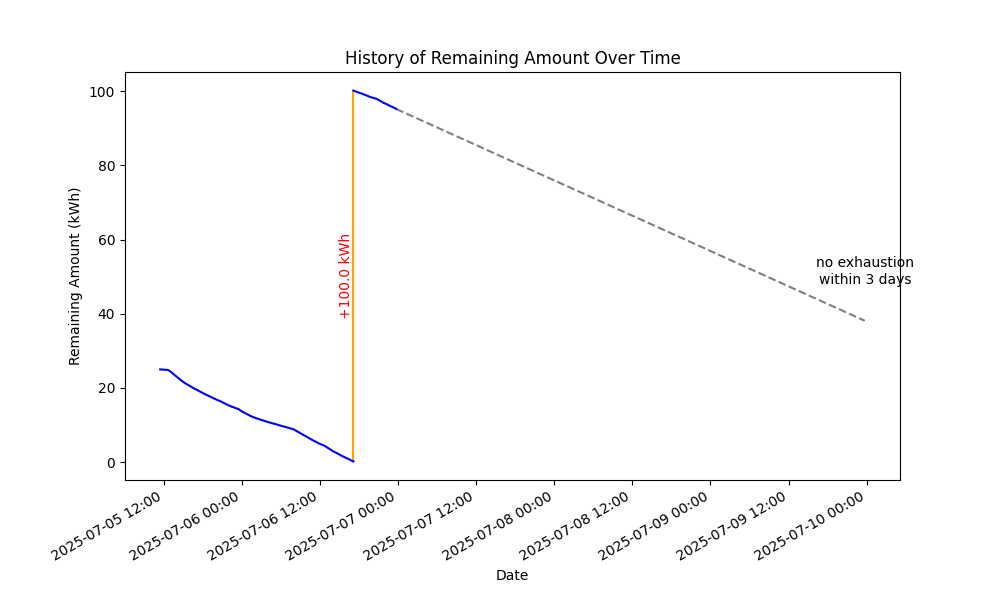 History of Remaining Amount Over Time
Remaining Amount (kWh)
100
80
60
40
20
0
+100.0 kWh
no exhaustion
within 3 days
2025-07-05 12:00
2025-07-06 00:00
2025-07-06 12:00
2025-07-07 00:00
2025-07-07 12:00
2025-07-08 00:00
2025-07-08 12:00
2025-07-09 00:00
2025-07-09 12:00
2025-07-10 00:00
Date